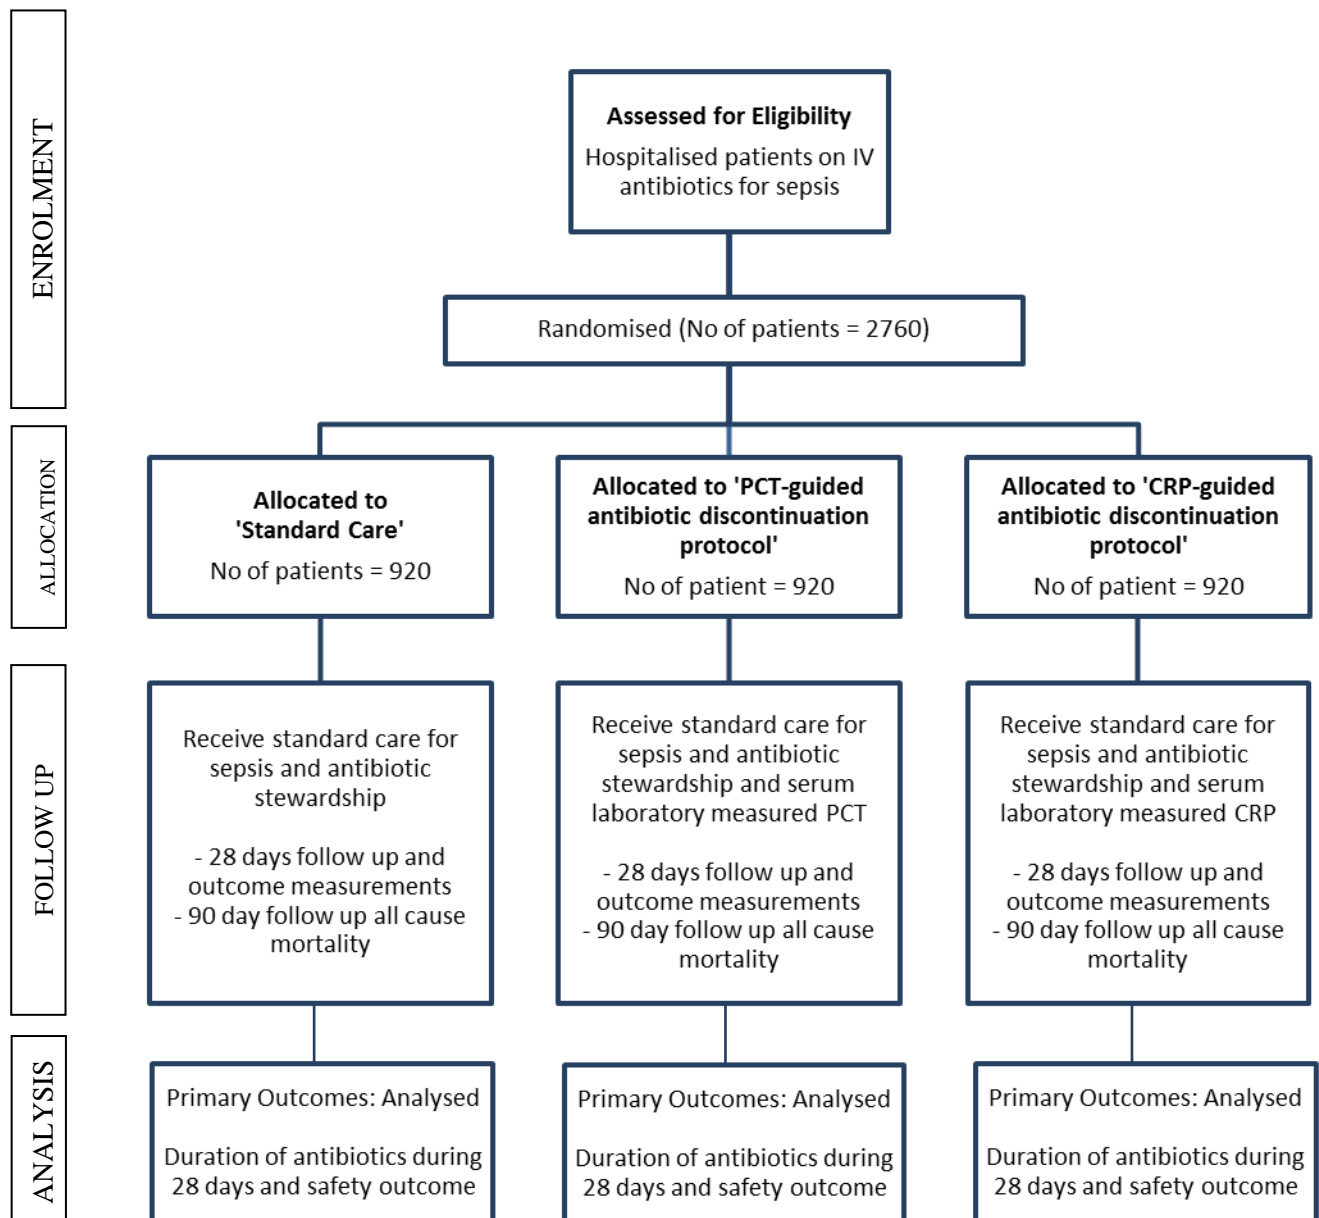 ENROLMENT
Assessed for Eligibility
Hospitalised patients on IV
antibiotics for sepsis
Randomised (No of patients = 2760)
ALLOCATION
Allocated to
'Standard Care'
No of patients = 920
Allocated to 'PCT-guided
antibiotic discontinuation
protocol'
No of patient = 920
Allocated to 'CRP-guided
antibiotic discontinuation
protocol'
No of patient = 920
FOLLOW UP
Receive standard care for
sepsis and antibiotic
stewardship
- 28 days follow up and
outcome measurements
- 90 day follow up all cause
mortality
Receive standard care for
sepsis and antibiotic
stewardship and serum
laboratory measured PCT
- 28 days follow up and
outcome measurements
- 90 day follow up all cause
mortality
Receive standard care for
sepsis and antibiotic
stewardship and serum
laboratory measured CRP
- 28 days follow up and
outcome measurements
- 90 day follow up all cause
mortality
ANALYSIS
Primary Outcomes: Analysed
Duration of antibiotics during
28 days and safety outcome
Primary Outcomes: Analysed
Duration of antibiotics during
28 days and safety outcome
Primary Outcomes: Analysed
Duration of antibiotics during
28 days and safety outcome